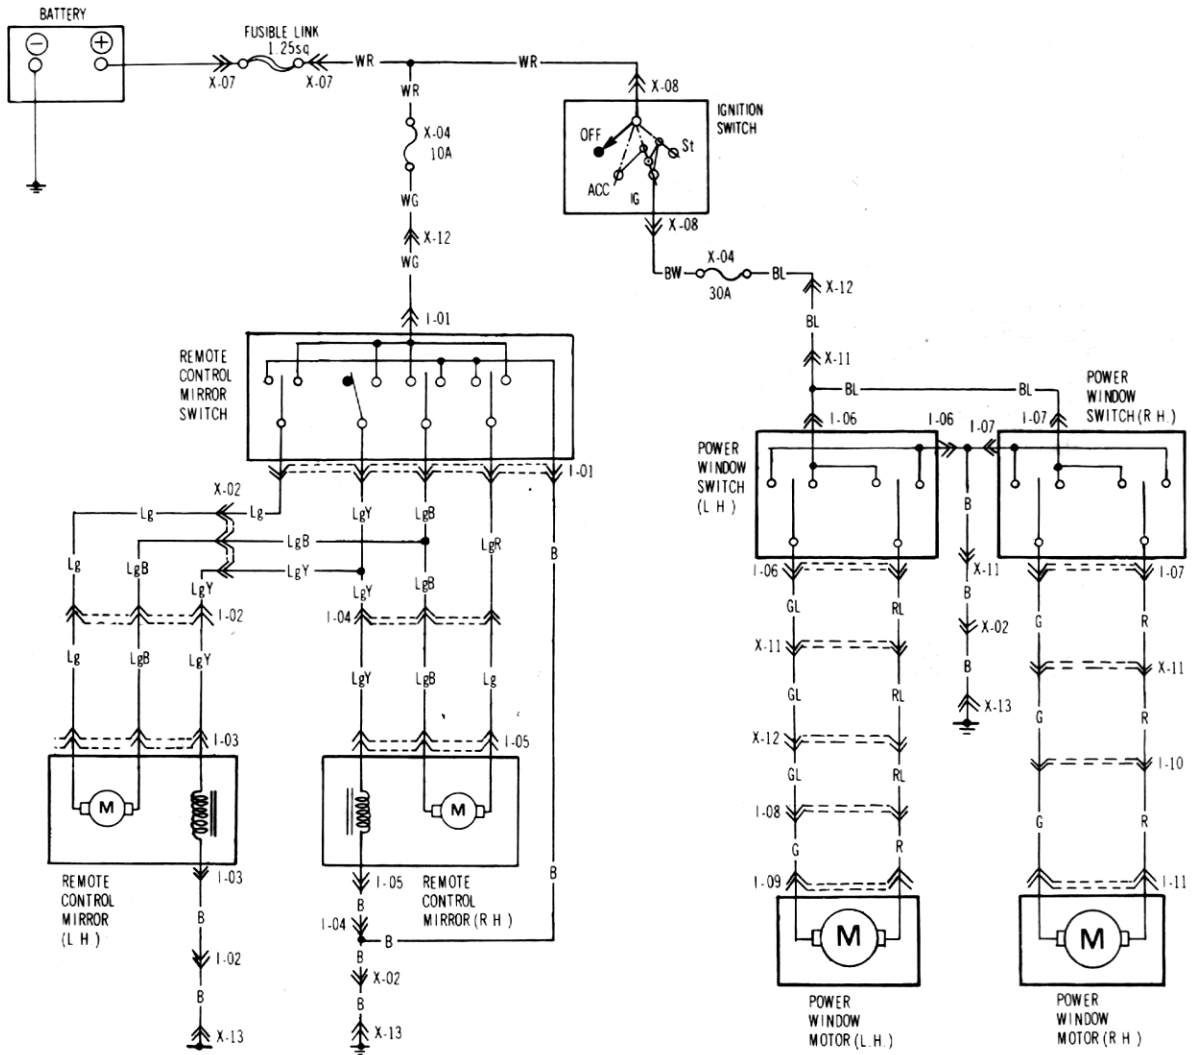 BATTERY
− +
FUSIBLE LINK
1.25sq
X-07 X-07
WR WR
WR
X-04
10A
WG
X-12
WG
I-01
X-08
IGNITION
SWITCH
OFF
St
ACC
IG
X-08
BW
X-04
30A
BL
X-12
BL
X-11
BL BL
REMOTE
CONTROL
MIRROR
SWITCH
I-01
X-02
Lg Lg
LgY LgB
LgB
LgR
B
LgY
Lg LgB LgY
LgY LgB
I-02
I-04
Lg LgB LgY
LgY LgB Lg
I-03
I-05
M
M
I-03
I-05
REMOTE
CONTROL
MIRROR
(L H.)
REMOTE
CONTROL
MIRROR(R H)
B
B
B
I-04
B
I-02
B
X-02
B
B
X-13
X-13
POWER
WINDOW
SWITCH
(L H.)
I-06 I-06 I-07 I-07
POWER
WINDOW
SWITCH(R H.)
B
I-06
X-11
I-07
GL RL
B
G R
X-02
X-11
X-11
B
GL RL
X-13
G R
X-12
I-10
GL RL
I-08
G R
G R
I-09
I-11
M
M
POWER
WINDOW
MOTOR(L.H.)
POWER
WINDOW
MOTOR(R H)